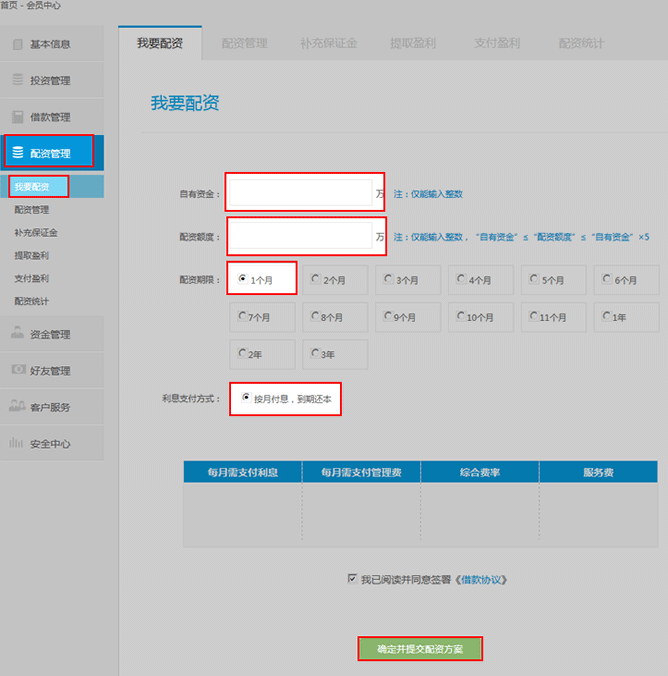 首页 - 会员中心
基本信息
投资管理
借款管理
配资管理
我要配资
配资管理
补充保证金
提取盈利
支付盈利
配资统计
资金管理
好友管理
客户服务
安全中心
我要配资 配资管理 补充保证金 提取盈利 支付盈利 配资统计
我要配资
自有资金： 万 注：仅能输入整数
配资额度： 万 注：仅能输入整数，“自有资金”≤“配资额度”≤“自有资金”×5
配资期限： 1个月 2个月 3个月 4个月 5个月 6个月
7个月 8个月 9个月 10个月 11个月 1年
2年 3年
利息支付方式： 按月付息，到期还本
每月需支付利息 每月需支付管理费 综合费率 服务费
我已阅读并同意签署《借款协议》
确定并提交配资方案